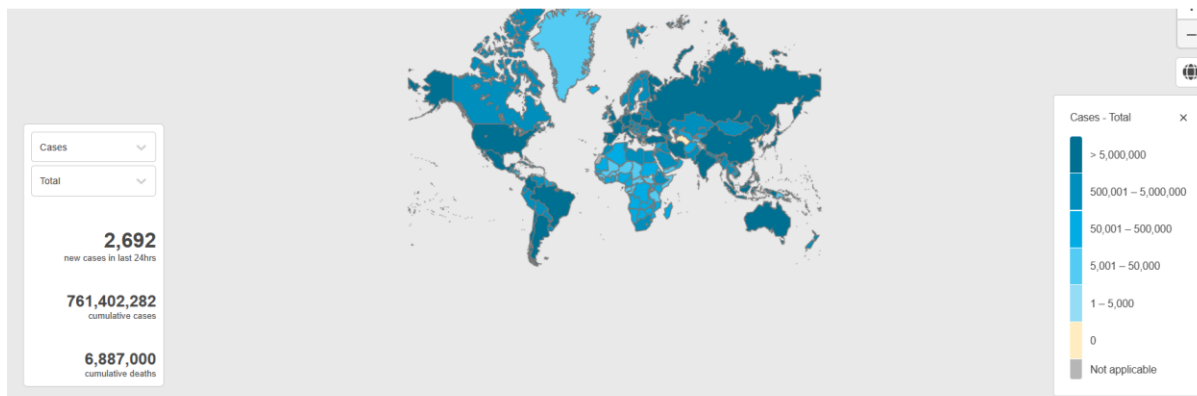 Cases
Total
2,692
new cases in last 24hrs
761,402,282
cumulative cases
6,887,000
cumulative deaths
Cases - Total
> 5,000,000
500,001 – 5,000,000
50,001 – 500,000
5,001 – 50,000
1 – 5,000
0
Not applicable